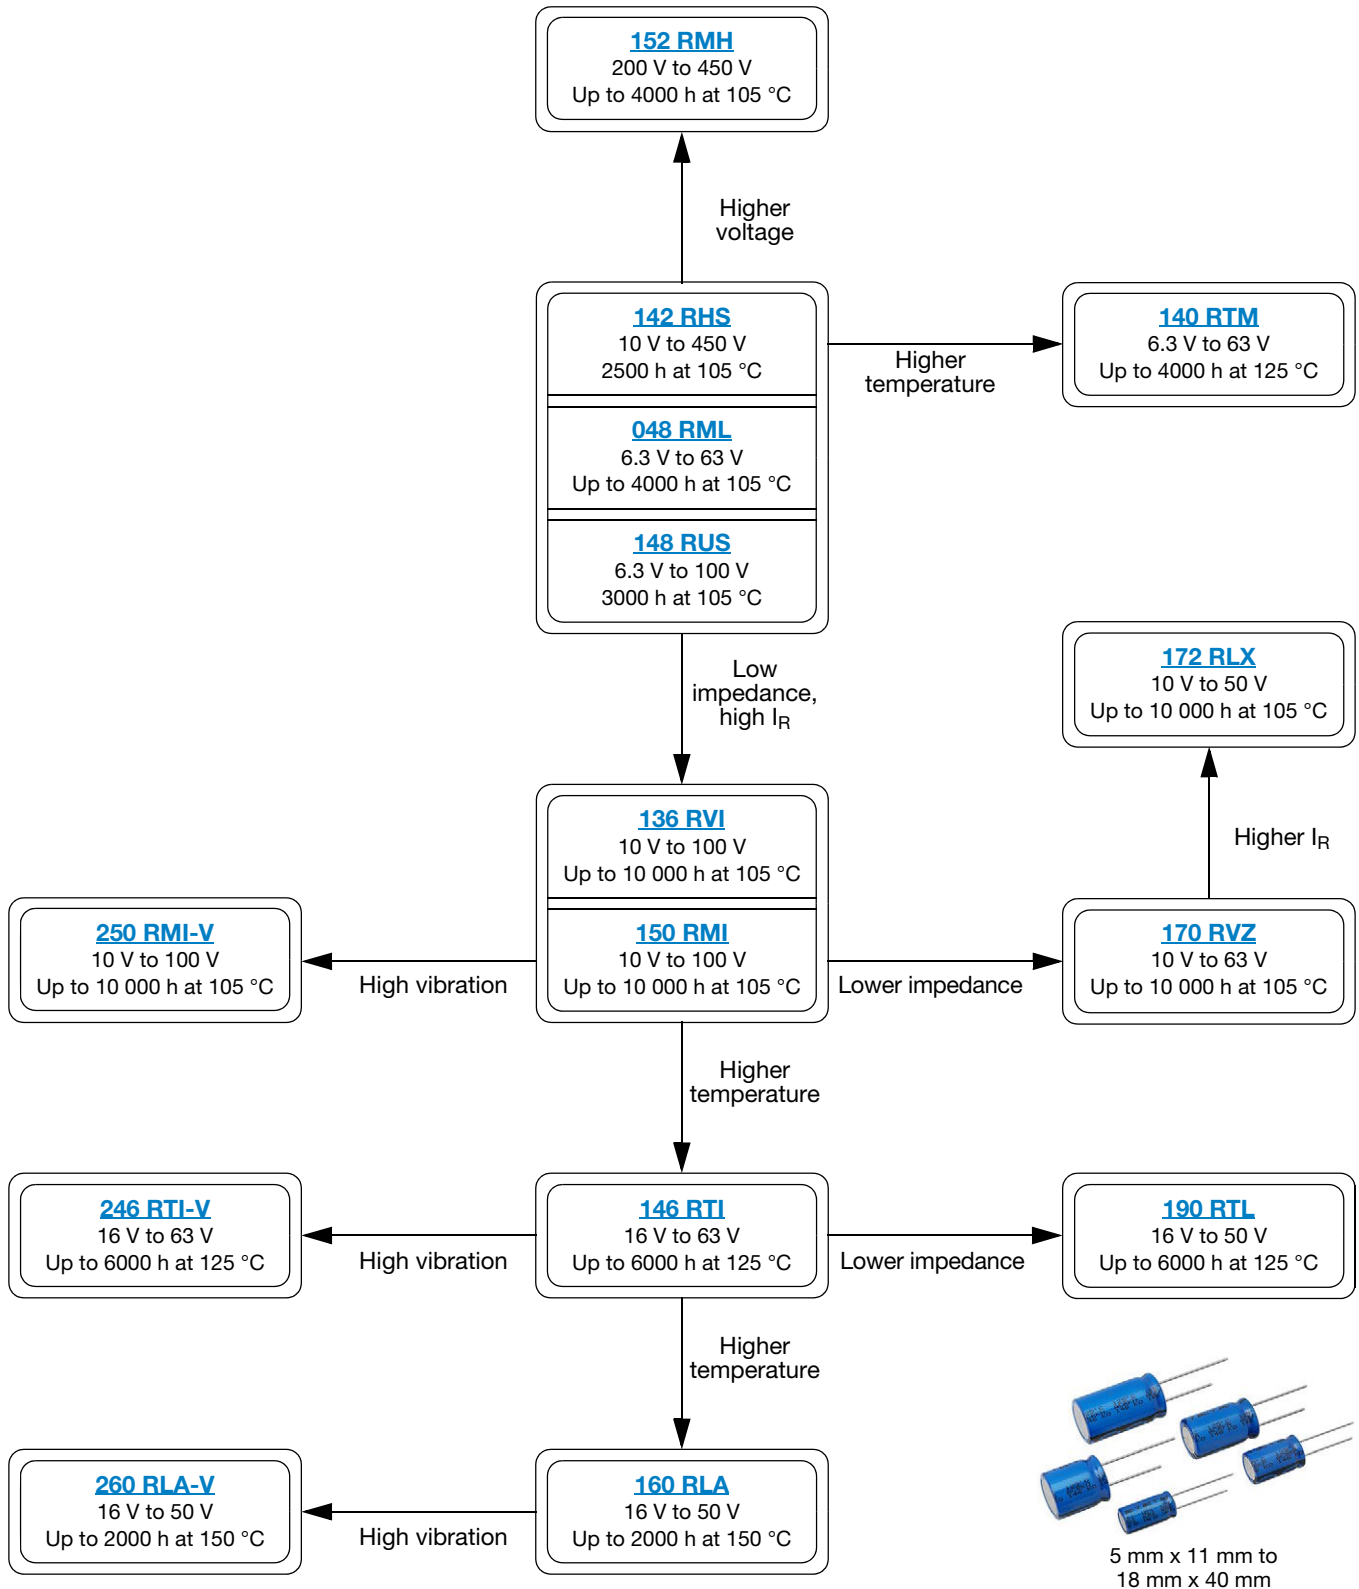 152 RMH
200 V to 450 V
Up to 4000 h at 105 °C
Higher
voltage
142 RHS
10 V to 450 V
2500 h at 105 °C
Higher
temperature
140 RTM
6.3 V to 63 V
Up to 4000 h at 125 °C
048 RML
6.3 V to 63 V
Up to 4000 h at 105 °C
148 RUS
6.3 V to 100 V
3000 h at 105 °C
Low
impedance,
high IR
172 RLX
10 V to 50 V
Up to 10 000 h at 105 °C
Higher IR
136 RVI
10 V to 100 V
Up to 10 000 h at 105 °C
250 RMI-V
10 V to 100 V
Up to 10 000 h at 105 °C
High vibration
150 RMI
10 V to 100 V
Up to 10 000 h at 105 °C
Lower impedance
170 RVZ
10 V to 63 V
Up to 10 000 h at 105 °C
Higher
temperature
246 RTI-V
16 V to 63 V
Up to 6000 h at 125 °C
High vibration
146 RTI
16 V to 63 V
Up to 6000 h at 125 °C
Lower impedance
190 RTL
16 V to 50 V
Up to 6000 h at 125 °C
Higher
temperature
260 RLA-V
16 V to 50 V
Up to 2000 h at 150 °C
High vibration
160 RLA
16 V to 50 V
Up to 2000 h at 150 °C
5 mm x 11 mm to
18 mm x 40 mm